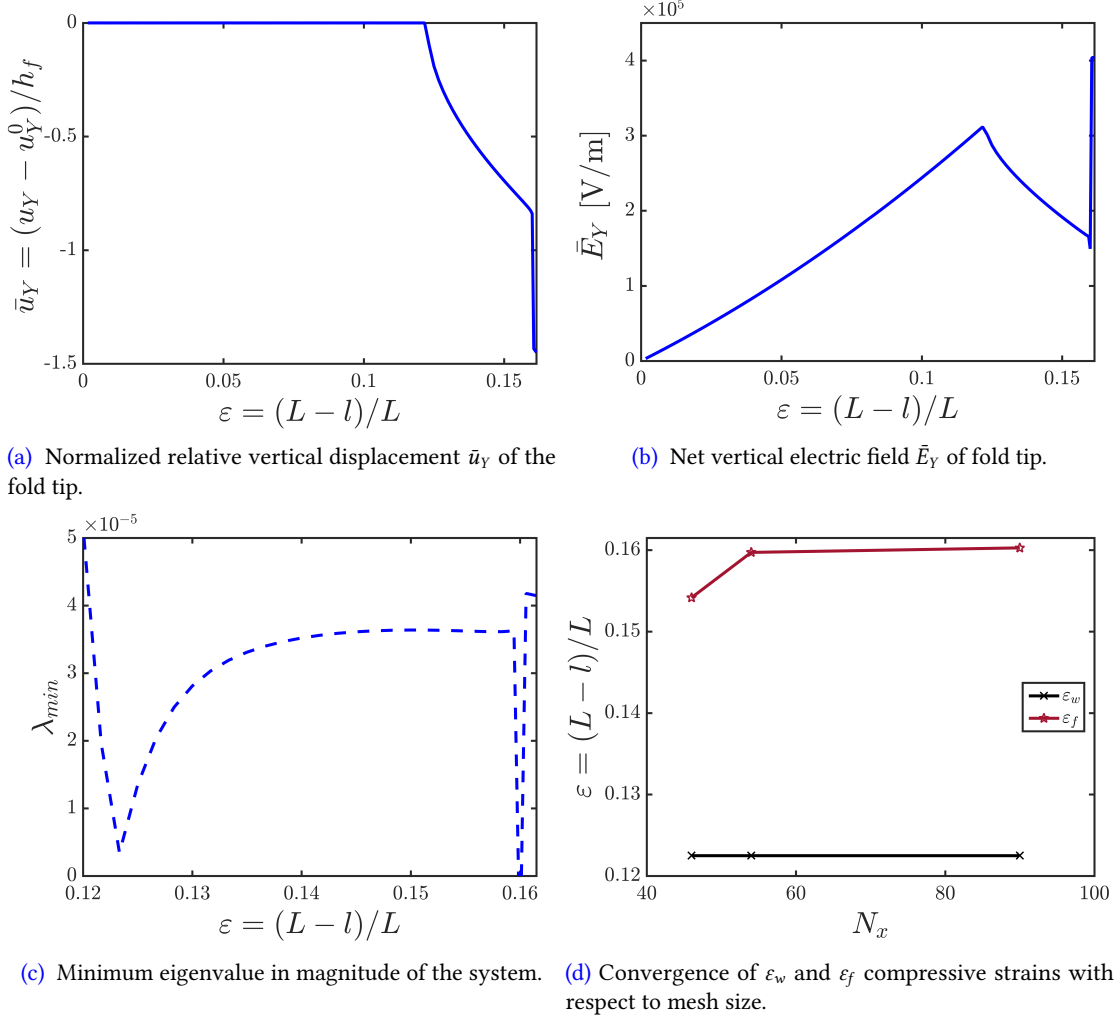 ū_Y = (u_Y − u_Y^0)/h_f
0
-0.5
-1
-1.5
0
0.05
0.1
0.15
ε = (L − l)/L
(a) Normalized relative vertical displacement ū_Y of the
fold tip.
×10^5
Ē_Y [V/m]
4
3
2
1
0
0
0.05
0.1
0.15
ε = (L − l)/L
(b) Net vertical electric field Ē_Y of fold tip.
×10^−5
λ_min
5
4
3
2
1
0
0.12
0.13
0.14
0.15
0.16
ε = (L − l)/L
(c) Minimum eigenvalue in magnitude of the system.
ε = (L − l)/L
0.16
0.15
0.14
0.13
0.12
ε_w
ε_f
40
60
80
100
N_x
(d) Convergence of ε_w and ε_f compressive strains with
respect to mesh size.